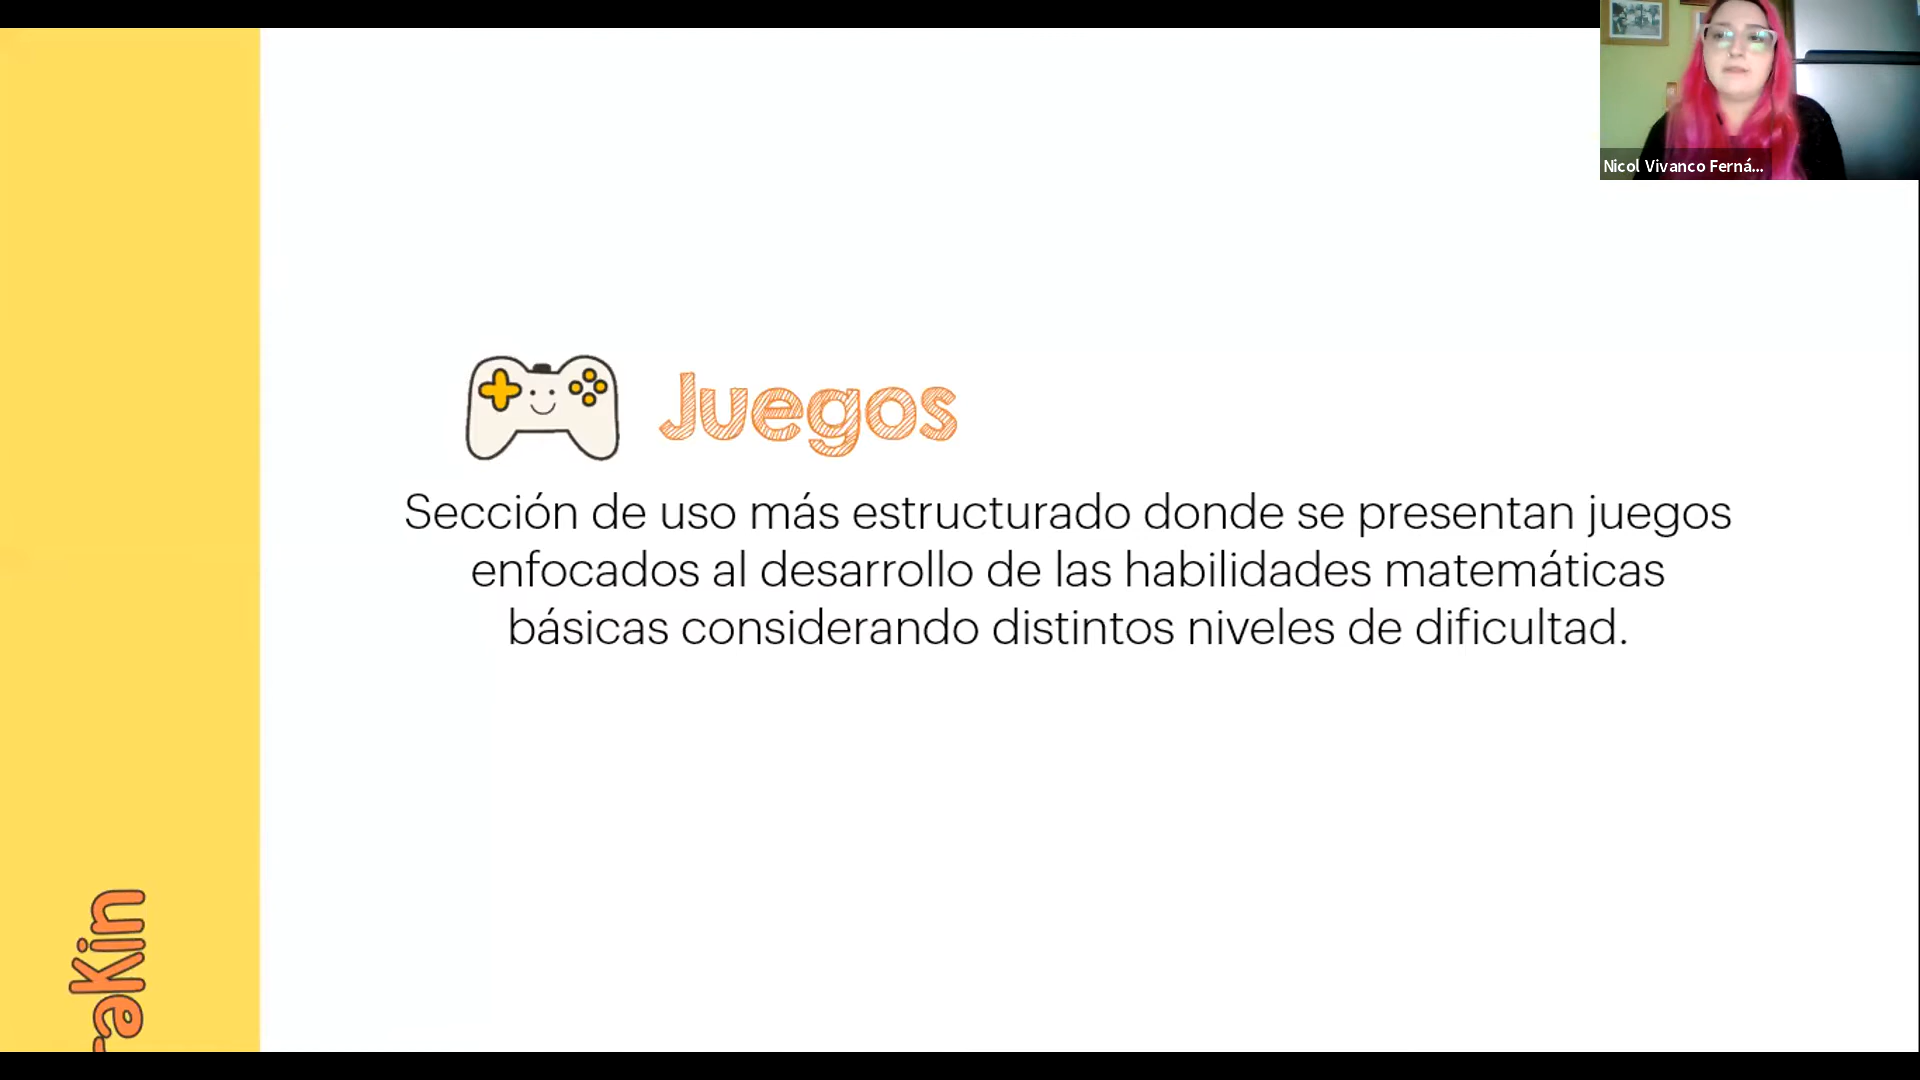 Nicol Vivanco Ferná...
Juegos
Sección de uso más estructurado donde se presentan juegos
enfocados al desarrollo de las habilidades matemáticas
básicas considerando distintos niveles de dificultad.
raKin